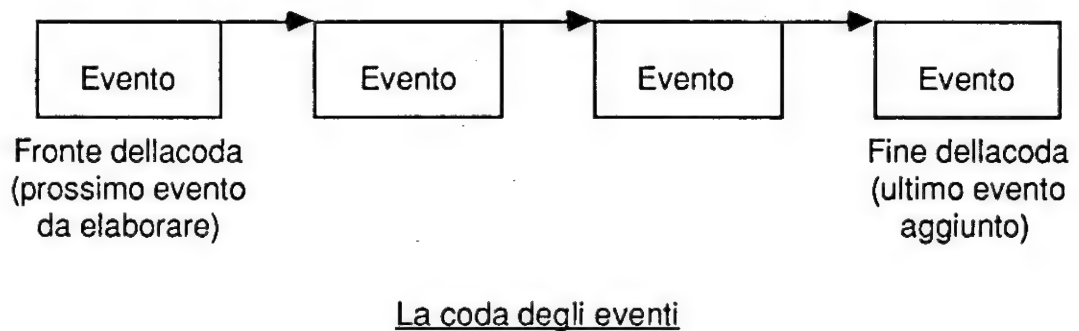 Evento Evento Evento Evento
Fronte dellacoda
(prossimo evento
da elaborare)
Fine dellacoda
(ultimo evento
aggiunto)
La coda degli eventi